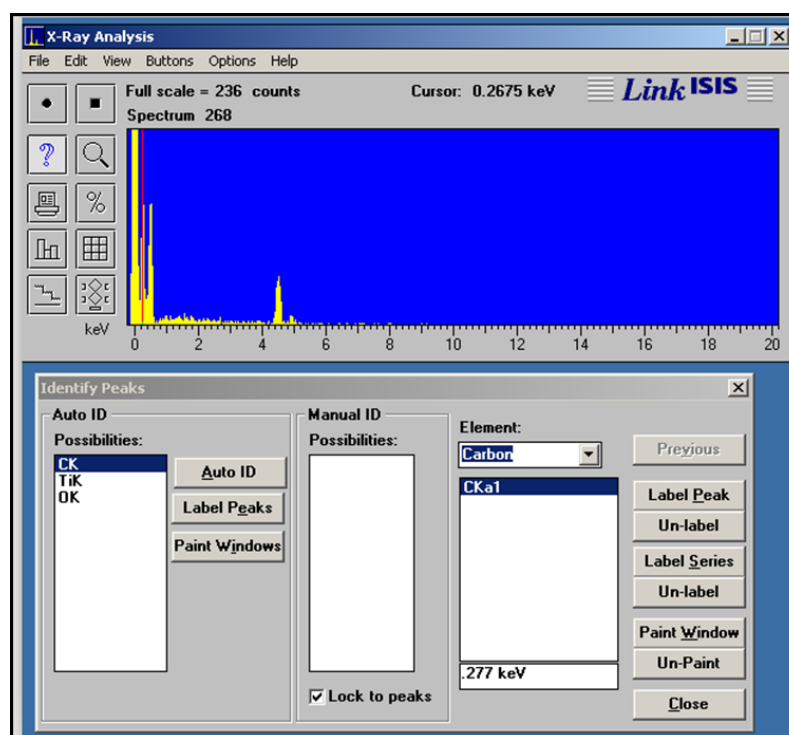 X-Ray Analysis
File Edit View Buttons Options Help
Full scale = 236 counts Cursor: 0.2675 keV Link ISIS
Spectrum 268
?
%
keV 0 2 4 6 8 10 12 14 16 18 20
Identify Peaks
Auto ID Manual ID
Possibilities: Possibilities: Element:
CK Auto ID Carbon Previous
TiK
OK
CKa1 Label Peak
Label Peaks Un-label
Paint Windows Label Series
Un-label
Paint Window
.277 keV Un-Paint
Lock to peaks Close